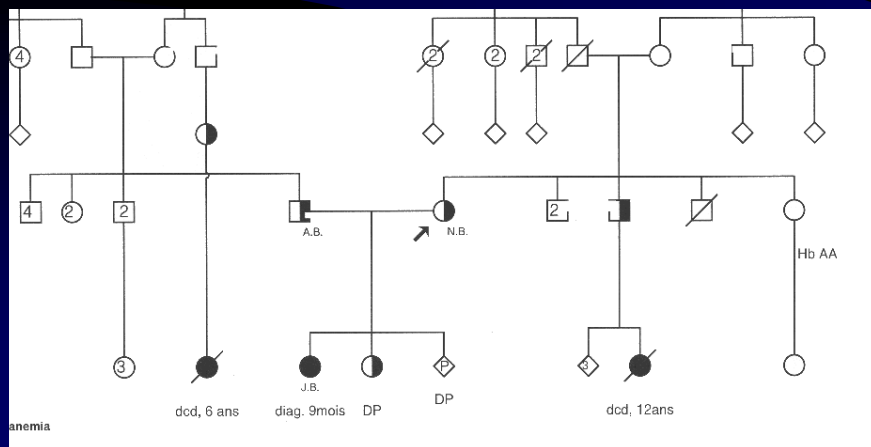 4 2 2 2
4 2 2 2
A.B. N.B.
Hb AA
3 P 3
J.B.
dcd, 6 ans diag. 9mois DP DP dcd, 12ans
anemia